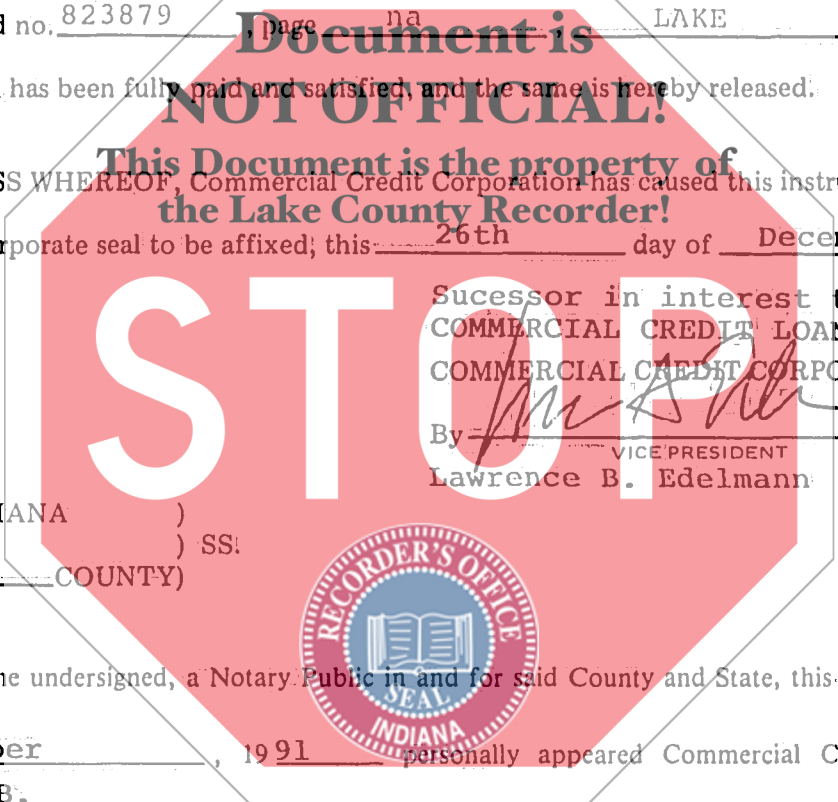 d no. 823879 , page na , LAKE
Document is
has been fully paid and satisfied, and the same is hereby released.
NOT OFFICIAL!
This Document is the property of
SS WHEREOF, Commercial Credit Corporation has caused this instru
the Lake County Recorder!
rporate seal to be affixed, this 26th day of Decem
STOP
Sucessor in interest t
COMMERCIAL CREDIT LOAN
COMMERCIAL CREDIT CORPO
By
VICE PRESIDENT
Lawrence B. Edelmann
IANA )
) SS:
COUNTY)
RECORDER'S OFFICE
SEAL
INDIANA
ne undersigned, a Notary Public in and for said County and State, this
ber , 1991 personally appeared Commercial C
B.